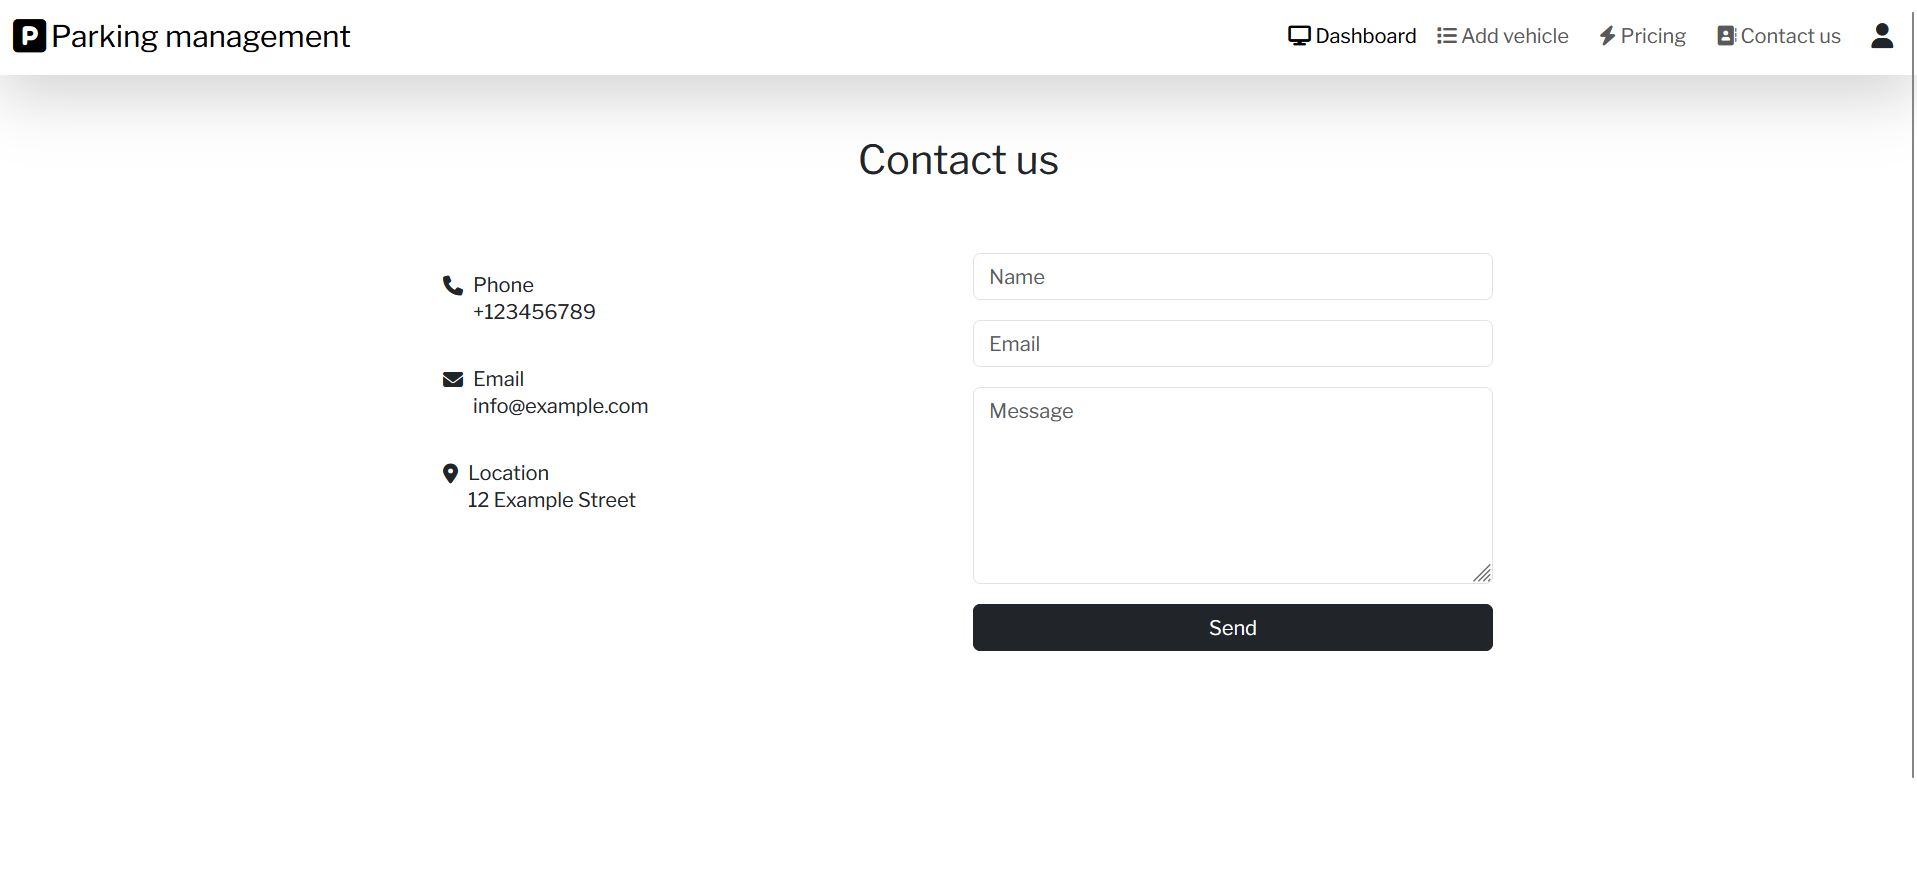 P Parking management
Dashboard Add vehicle Pricing Contact us
Contact us
Phone
+123456789
Email
info@example.com
Location
12 Example Street
Name
Email
Message
Send